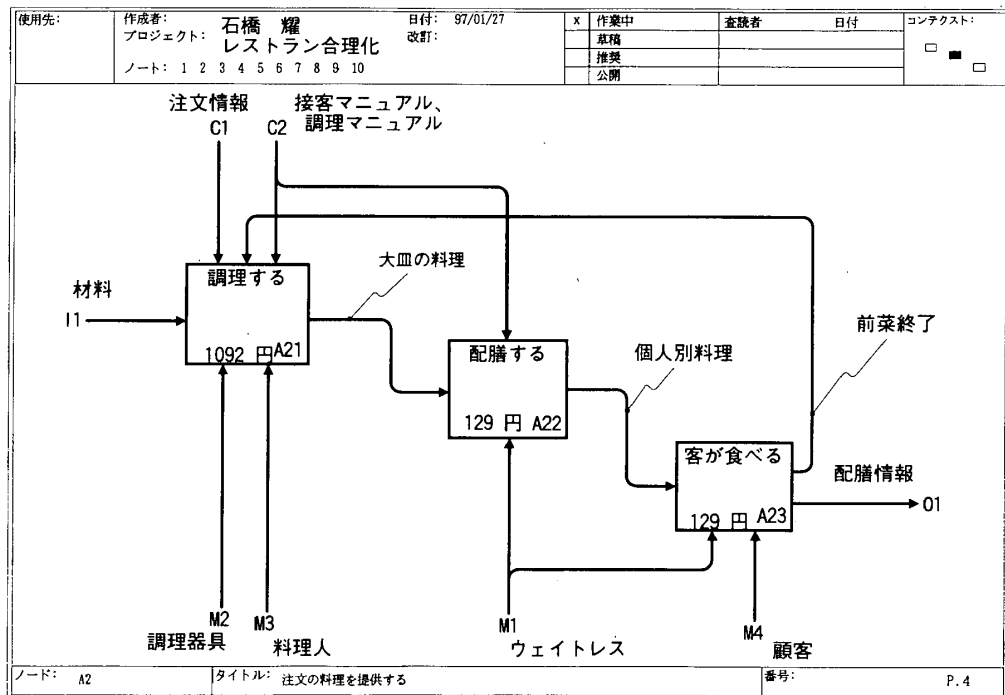 使用先:
作成者: 石橋 耀
プロジェクト: レストラン合理化
ノート: 1 2 3 4 5 6 7 8 9 10
日付: 97/01/27
改訂:
X 作業中
草稿
推奨
公開
査読者 日付
コンテクスト:
注文情報
C1
接客マニュアル、
調理マニュアル
C2
大皿の料理
材料
I1
調理する
1092 円 A21
前菜終了
配膳する
129 円 A22
個人別料理
客が食べる
129 円 A23
配膳情報
O1
M2
調理器具
M3
料理人
M1
ウェイトレス
M4
顧客
ノード: A2
タイトル: 注文の料理を提供する
番号: P.4